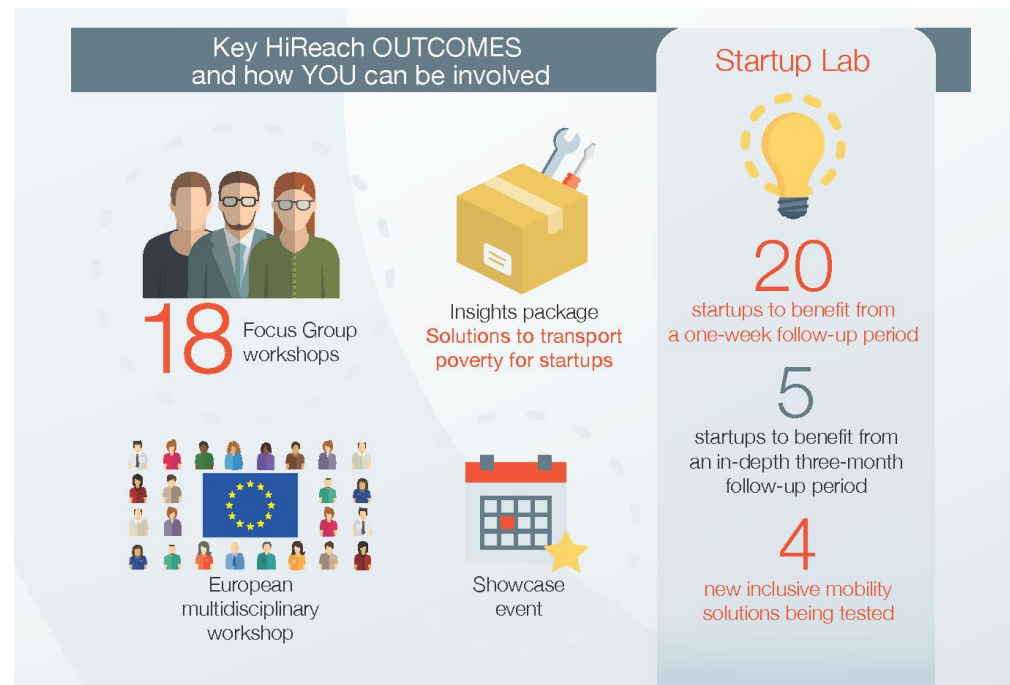 Key HiReach OUTCOMES
and how YOU can be involved
18
Focus Group
workshops
Insights package
Solutions to transport
poverty for startups
European
multidisciplinary
workshop
Showcase
event
Startup Lab
20
startups to benefit from
a one-week follow-up period
5
startups to benefit from
an in-depth three-month
follow-up period
4
new inclusive mobility
solutions being tested